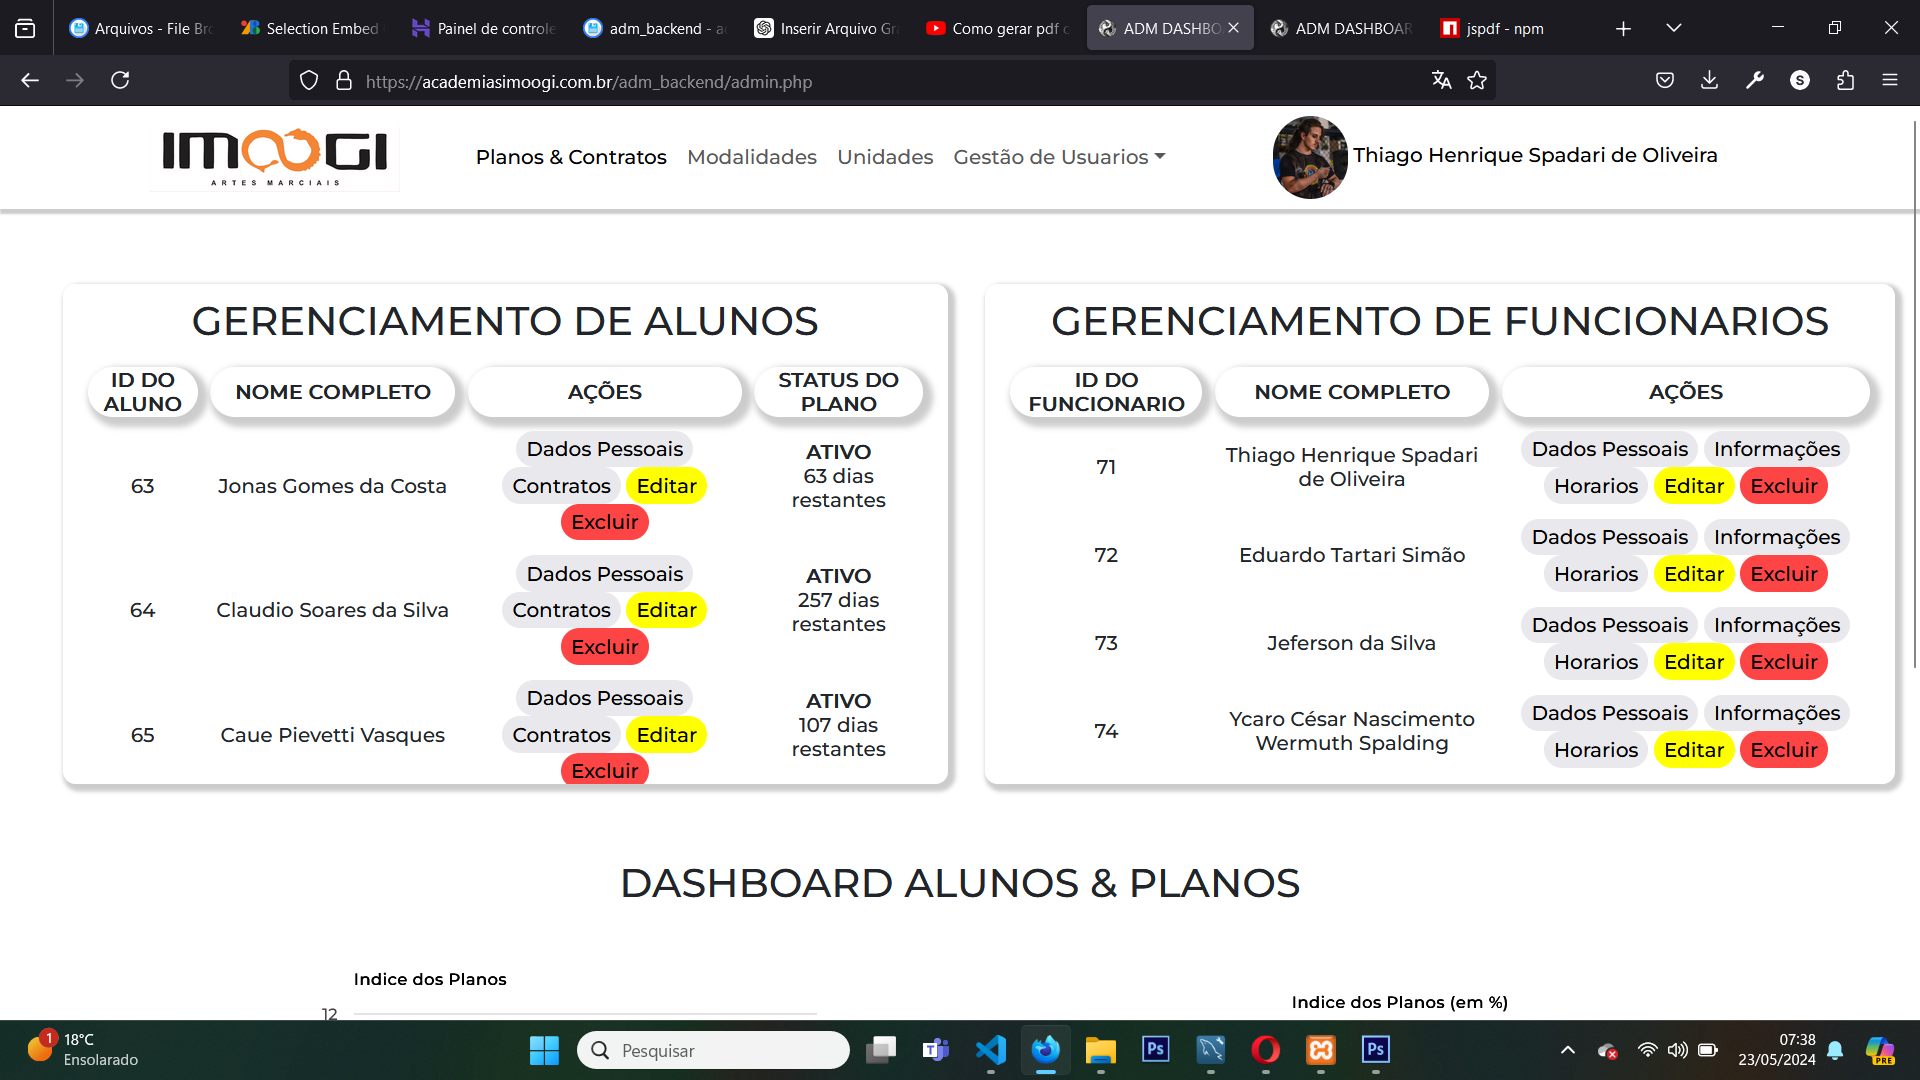 Arquivos - File Bro
Selection Embed
Painel de controle
adm_backend - a
Inserir Arquivo Gr
Como gerar pdf c
ADM DASHBO
ADM DASHBOAR
jspdf - npm
https://academiasimoogi.com.br/adm_backend/admin.php
IMOOGI
ARTES MARCIAIS
Planos & Contratos
Modalidades
Unidades
Gestão de Usuarios
Thiago Henrique Spadari de Oliveira
GERENCIAMENTO DE ALUNOS
ID DO
ALUNO
NOME COMPLETO
AÇÕES
STATUS DO
PLANO
63
Jonas Gomes da Costa
Dados Pessoais
Contratos Editar
Excluir
ATIVO
63 dias
restantes
64
Claudio Soares da Silva
Dados Pessoais
Contratos Editar
Excluir
ATIVO
257 dias
restantes
65
Caue Pievetti Vasques
Dados Pessoais
Contratos Editar
Excluir
ATIVO
107 dias
restantes
GERENCIAMENTO DE FUNCIONARIOS
ID DO
FUNCIONARIO
NOME COMPLETO
AÇÕES
71
Thiago Henrique Spadari
de Oliveira
Dados Pessoais Informações
Horarios Editar Excluir
72
Eduardo Tartari Simão
Dados Pessoais Informações
Horarios Editar Excluir
73
Jeferson da Silva
Dados Pessoais Informações
Horarios Editar Excluir
74
Ycaro César Nascimento
Wermuth Spalding
Dados Pessoais Informações
Horarios Editar Excluir
DASHBOARD ALUNOS & PLANOS
Indice dos Planos
12
Indice dos Planos (em %)
1
18°C
Ensolarado
Pesquisar
07:38
23/05/2024
PRE